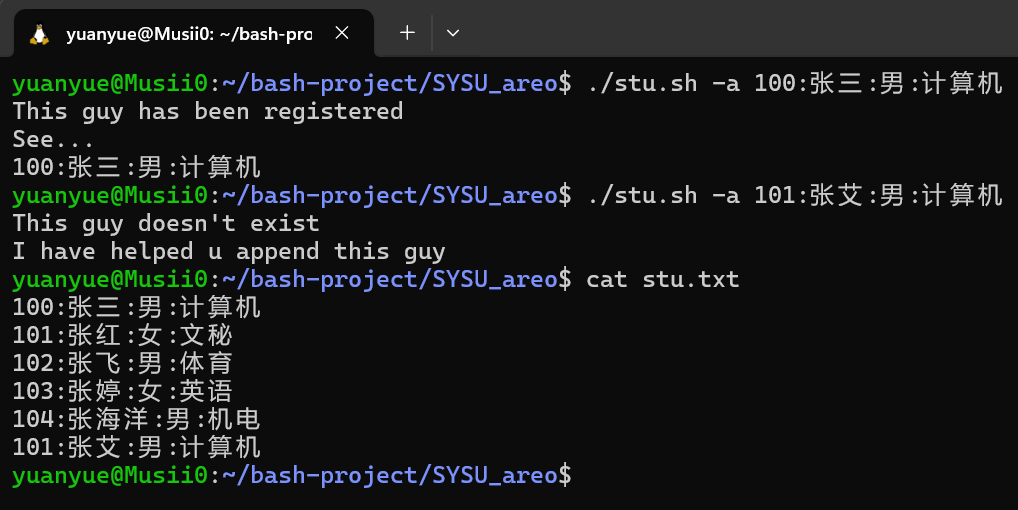 yuanyue@Musii0: ~/bash-pro
yuanyue@Musii0:~/bash-project/SYSU_areo$ ./stu.sh -a 100:张三:男:计算机
This guy has been registered
See...
100:张三:男:计算机
yuanyue@Musii0:~/bash-project/SYSU_areo$ ./stu.sh -a 101:张艾:男:计算机
This guy doesn't exist
I have helped u append this guy
yuanyue@Musii0:~/bash-project/SYSU_areo$ cat stu.txt
100:张三:男:计算机
101:张红:女:文秘
102:张飞:男:体育
103:张婷:女:英语
104:张海洋:男:机电
101:张艾:男:计算机
yuanyue@Musii0:~/bash-project/SYSU_areo$